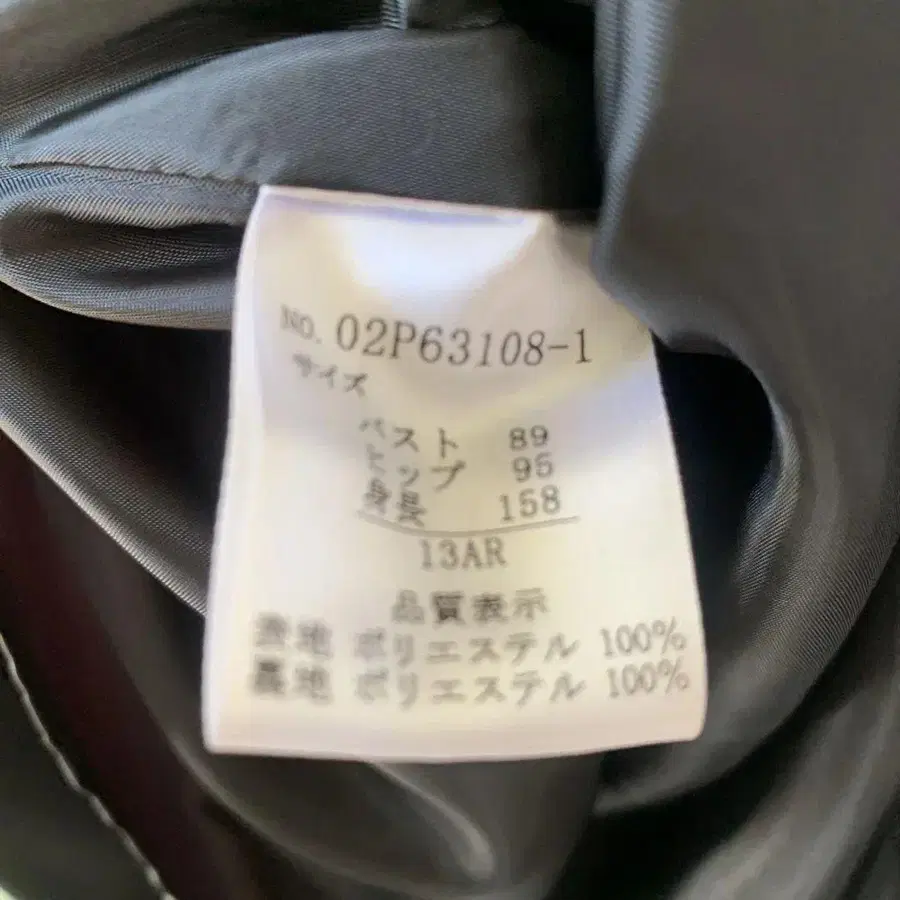 NO. 02P63108-1
サイズ
バスト 89
ヒップ 95
身長 158
13AR
品質表示
表地 ポリエステル 100%
裏地 ポリエステル 100%